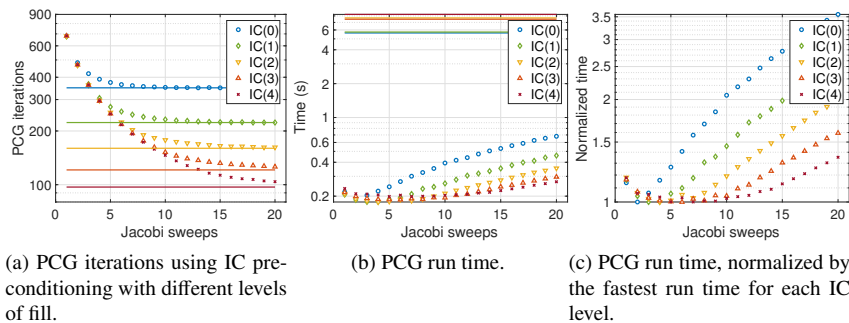 900
600
300
200
100
PCG iterations
0
5
10
15
20
Jacobi sweeps
IC(0)
IC(1)
IC(2)
IC(3)
IC(4)
6
4
2
1
0.6
0.4
0.2
Time (s)
0
5
10
15
20
Jacobi sweeps
IC(0)
IC(1)
IC(2)
IC(3)
IC(4)
3.5
3
2.5
2
1.5
1
Normalized time
0
5
10
15
20
Jacobi sweeps
IC(0)
IC(1)
IC(2)
IC(3)
IC(4)
(a) PCG iterations using IC pre-
conditioning with different levels
of fill.
(b) PCG run time.
(c) PCG run time, normalized by
the fastest run time for each IC
level.